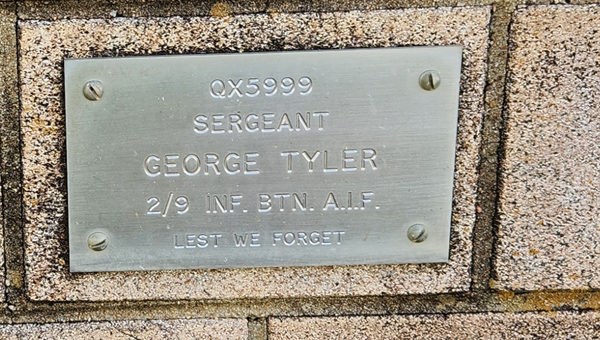 QX5999
SERGEANT
GEORGE TYLER
2/9 INF. BTN. A.I.F.
LEST WE FORGET